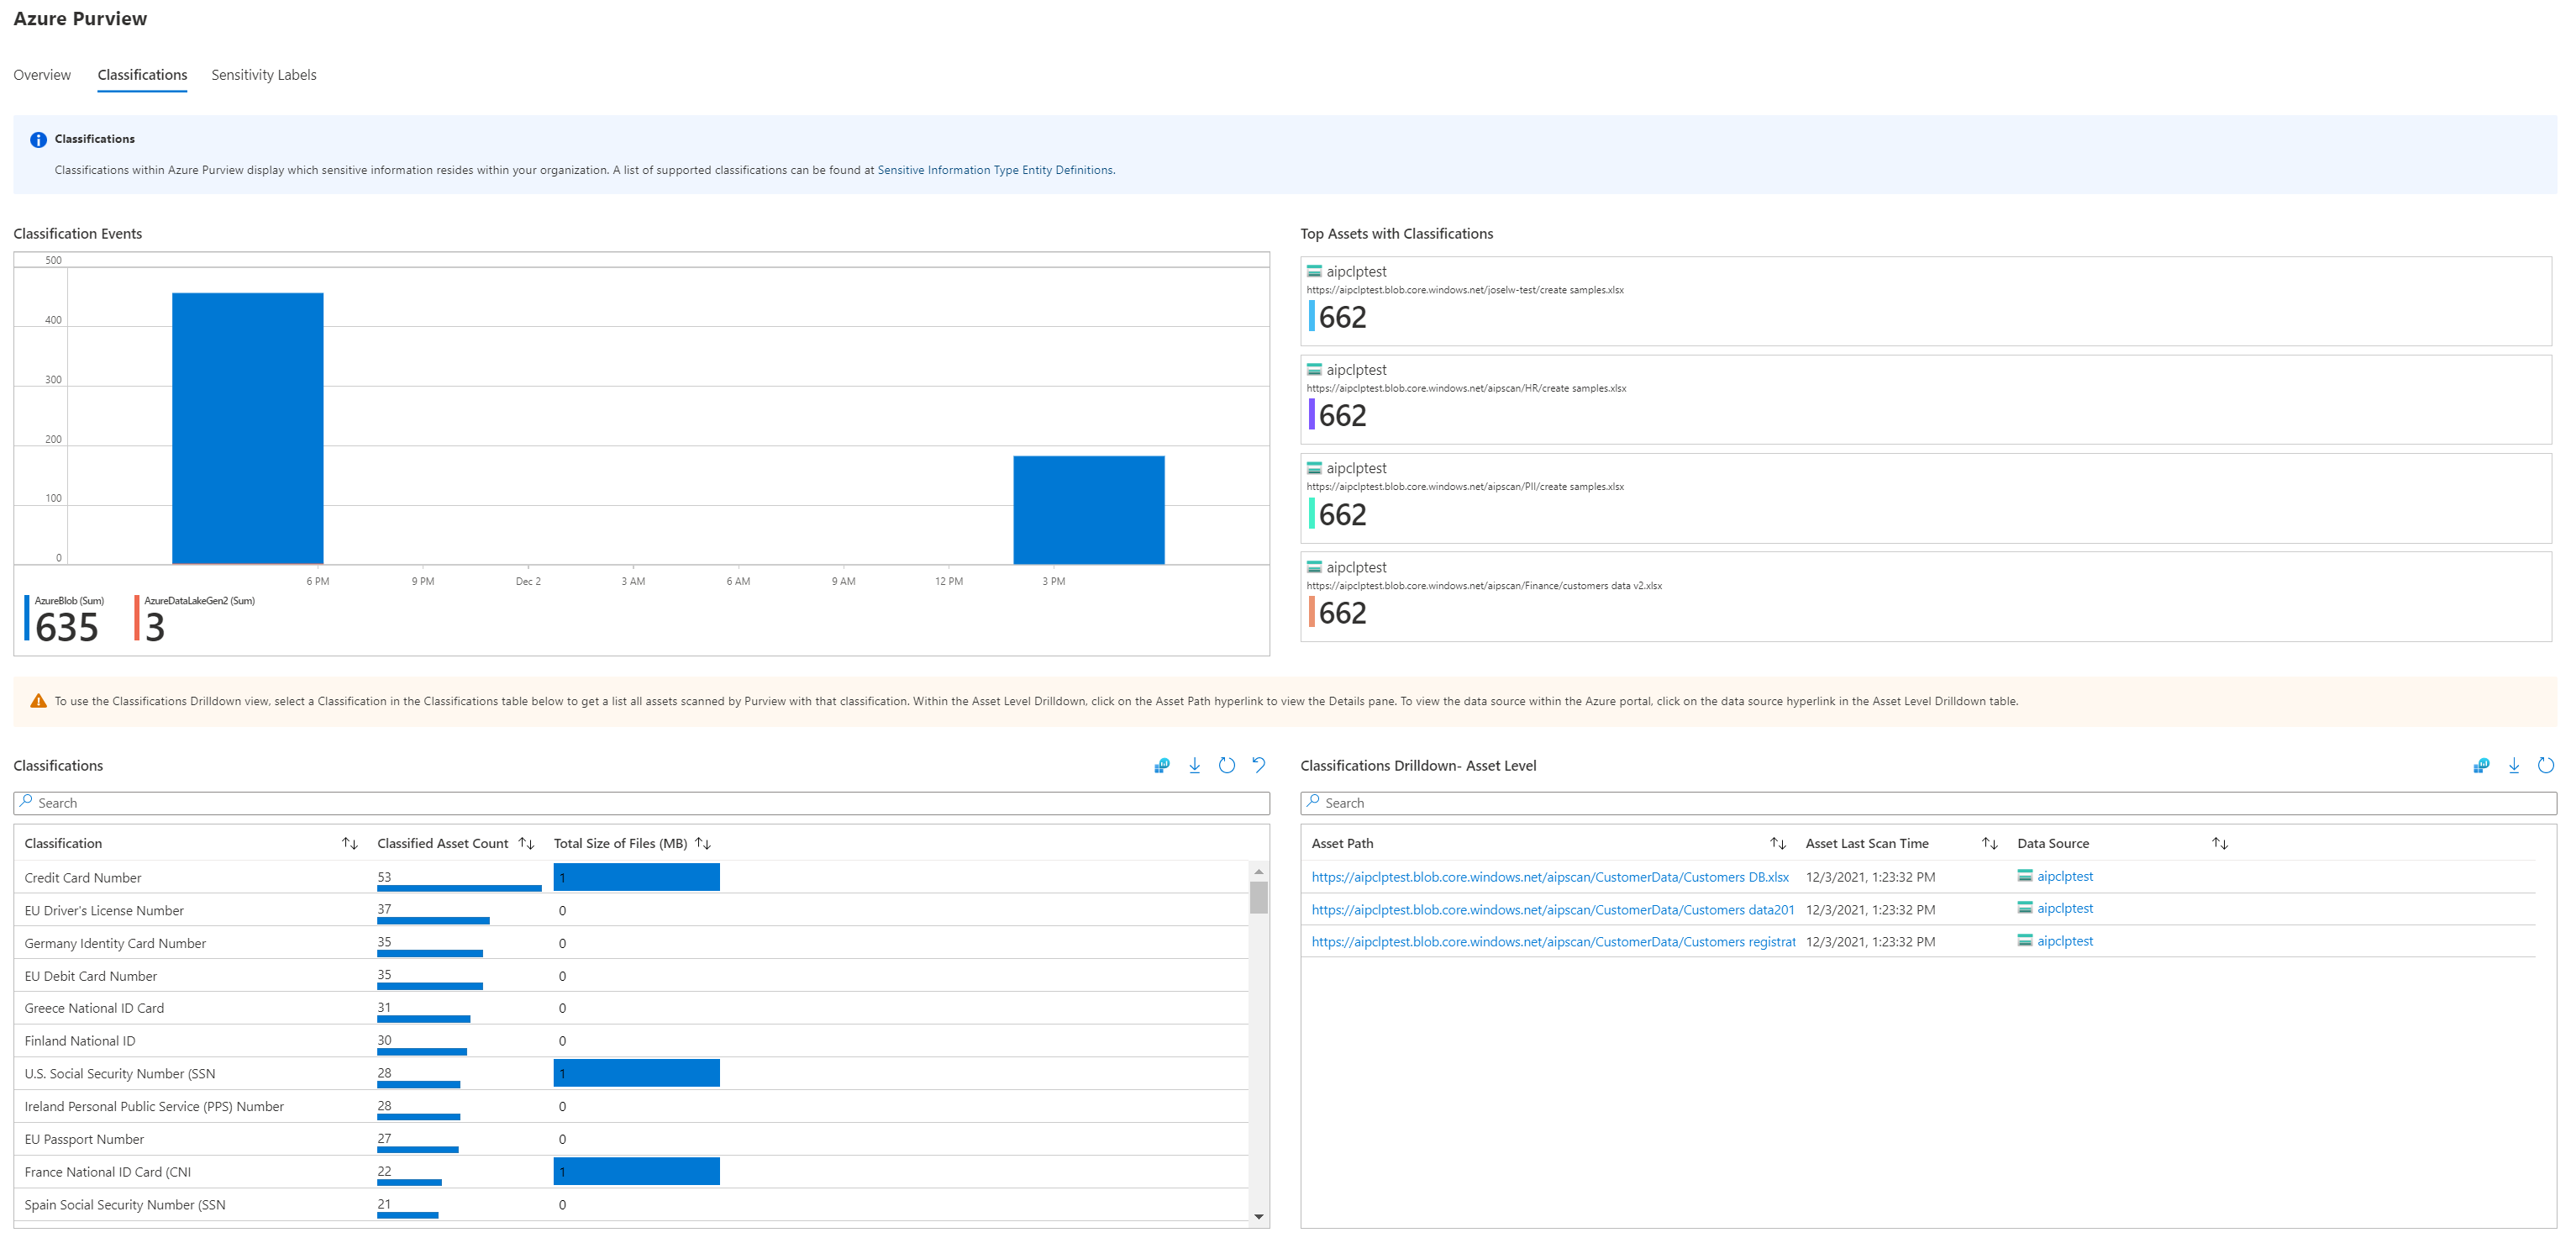 Azure Purview
Overview Classifications Sensitivity Labels
Classifications
Classifications within Azure Purview display which sensitive information resides within your organization. A list of supported classifications can be found at Sensitive Information Type Entity Definitions.
Classification Events
500
400
300
200
100
0
6 PM 9 PM Dec 2 3 AM 6 AM 9 AM 12 PM 3 PM
AzureBlob (Sum) AzureDataLakeGen2 (Sum)
635 3
Top Assets with Classifications
aipclptest
https://aipclptest.blob.core.windows.net/joselw-test/create samples.xlsx
662
aipclptest
https://aipclptest.blob.core.windows.net/aipscan/HR/create samples.xlsx
662
aipclptest
https://aipclptest.blob.core.windows.net/aipscan/PII/create samples.xlsx
662
aipclptest
https://aipclptest.blob.core.windows.net/aipscan/Finance/customers data v2.xlsx
662
To use the Classifications Drilldown view, select a Classification in the Classifications table below to get a list all assets scanned by Purview with that classification. Within the Asset Level Drilldown, click on the Asset Path hyperlink to view the Details pane. To view the data source within the Azure portal, click on the data source hyperlink in the Asset Level Drilldown table.
Classifications
Search
Classification Classified Asset Count Total Size of Files (MB)
Credit Card Number 53 1
EU Driver's License Number 37 0
Germany Identity Card Number 35 0
EU Debit Card Number 35 0
Greece National ID Card 31 0
Finland National ID 30 0
U.S. Social Security Number (SSN 28 1
Ireland Personal Public Service (PPS) Number 28 0
EU Passport Number 27 0
France National ID Card (CNI 22 1
Spain Social Security Number (SSN 21 0
Classifications Drilldown- Asset Level
Search
Asset Path Asset Last Scan Time Data Source
https://aipclptest.blob.core.windows.net/aipscan/CustomerData/Customers DB.xlsx 12/3/2021, 1:23:32 PM aipclptest
https://aipclptest.blob.core.windows.net/aipscan/CustomerData/Customers data201 12/3/2021, 1:23:32 PM aipclptest
https://aipclptest.blob.core.windows.net/aipscan/CustomerData/Customers registrat 12/3/2021, 1:23:32 PM aipclptest